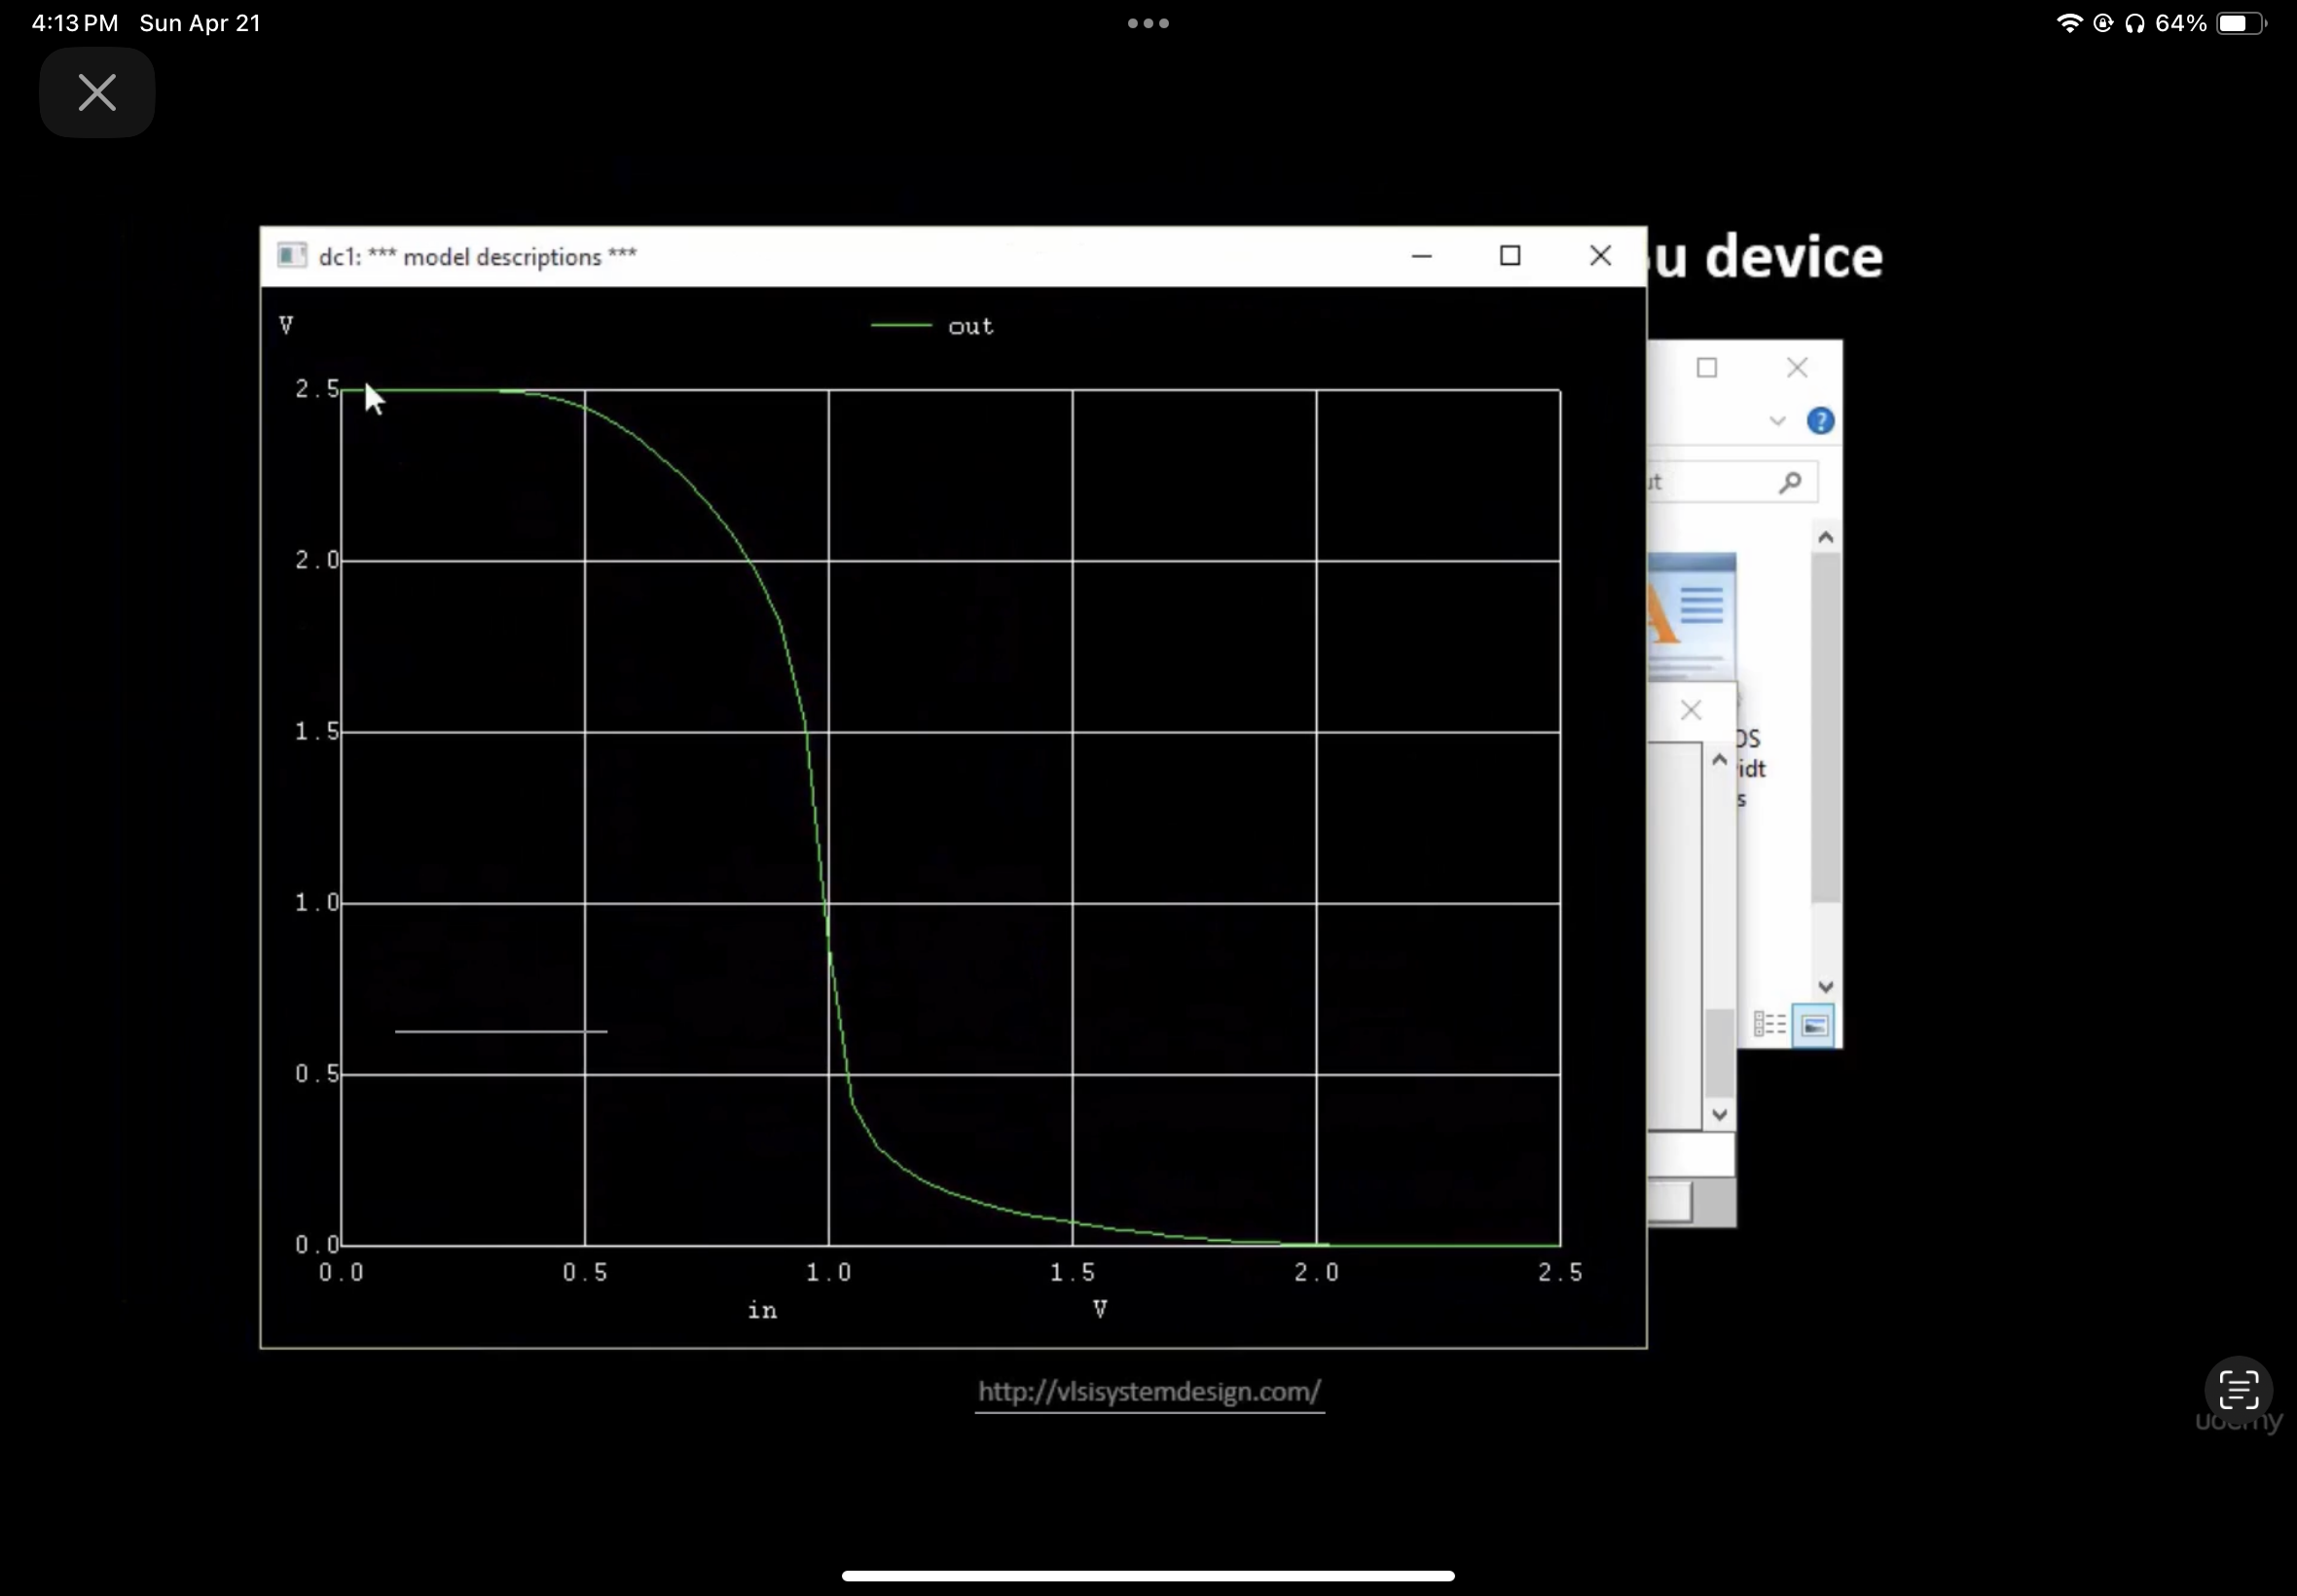 4:13 PM Sun Apr 21
64%
dc1: *** model descriptions ***
u device
V
out
2.5
2.0
1.5
1.0
0.5
0.0
0.0 0.5 1.0 1.5 2.0 2.5
in V
?
ut
A
OS
idt
s
http://vlsisystemdesign.com/
udemy